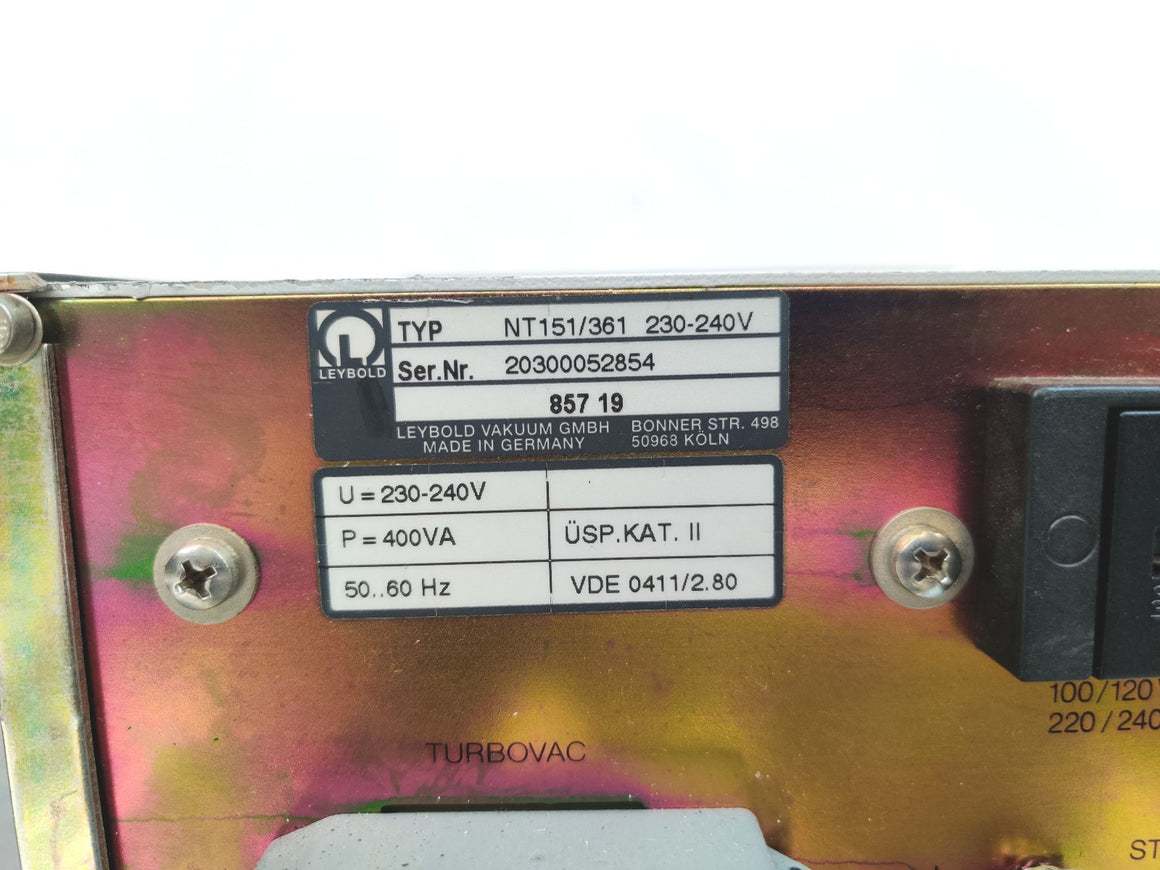 TYP NT151/361 230-240V
LEYBOLD
Ser.Nr. 20300052854
857 19
LEYBOLD VAKUUM GMBH BONNER STR. 498
MADE IN GERMANY 50968 KÖLN
U = 230-240V
P = 400VA ÜSP.KAT. II
50..60 Hz VDE 0411/2.80
100/120
220/240
TURBOVAC
ST